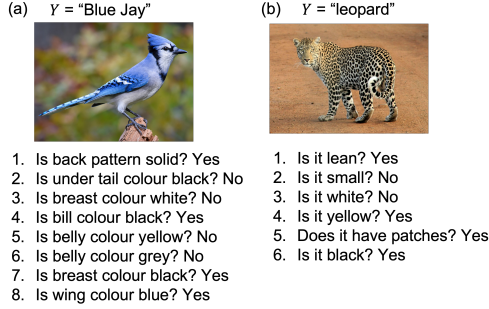 (a) Y = “Blue Jay”
1. Is back pattern solid? Yes
2. Is under tail colour black? No
3. Is breast colour white? No
4. Is bill colour black? Yes
5. Is belly colour yellow? No
6. Is belly colour grey? No
7. Is breast colour black? Yes
8. Is wing colour blue? Yes
(b) Y = “leopard”
1. Is it lean? Yes
2. Is it small? No
3. Is it white? No
4. Is it yellow? Yes
5. Does it have patches? Yes
6. Is it black? Yes